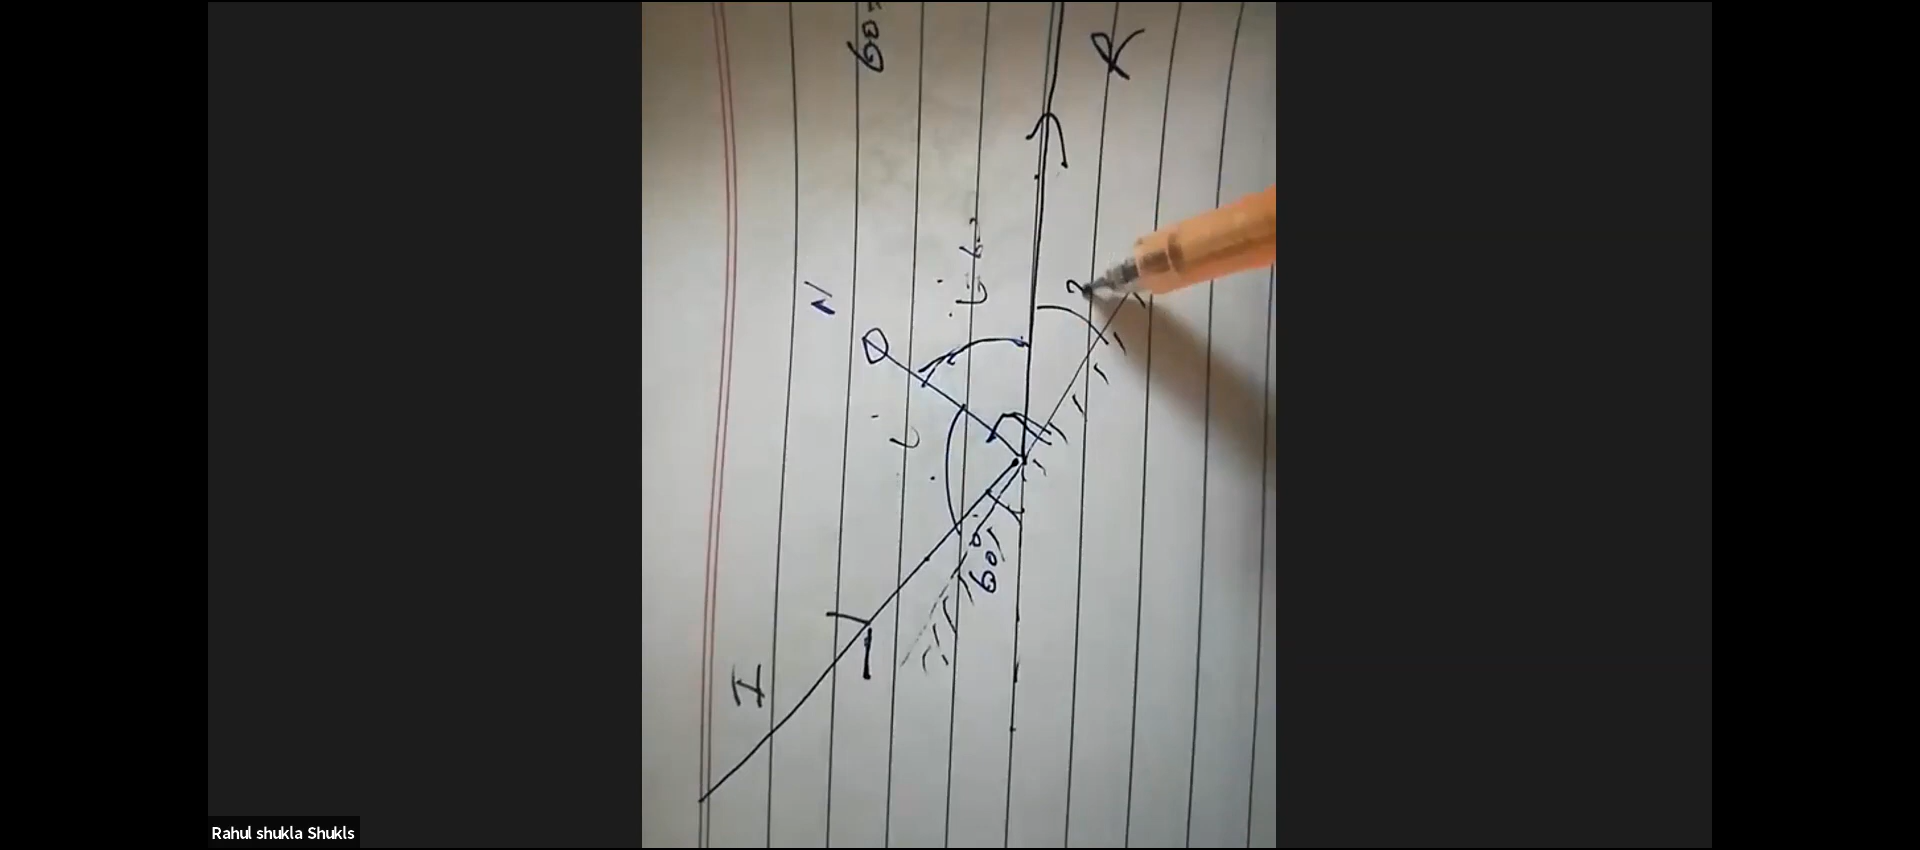 60=
R
N
i=r=?
i
?
60°
I
Rahul shukla Shukls